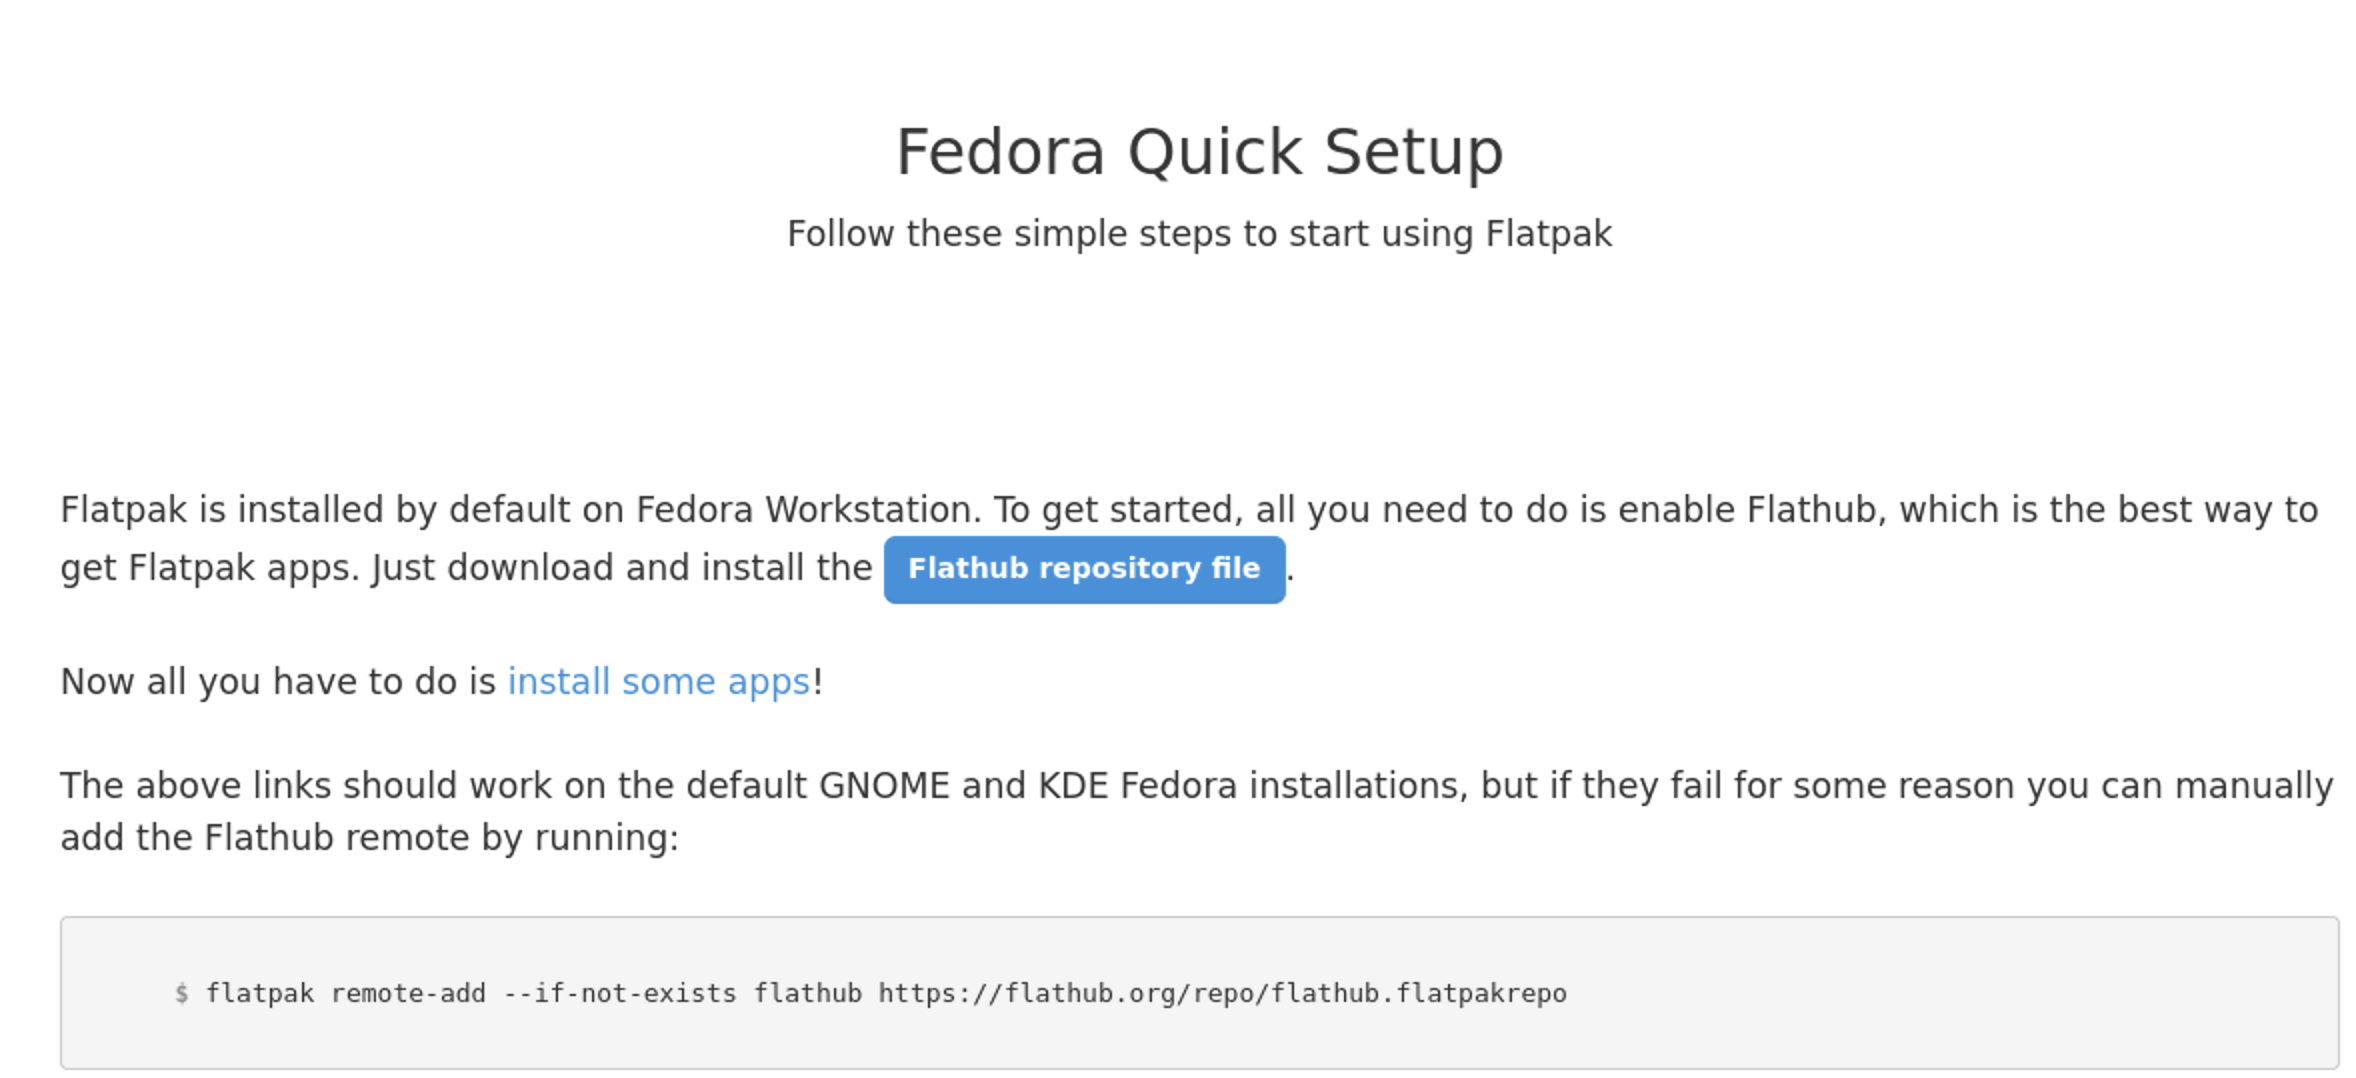 Fedora Quick Setup
Follow these simple steps to start using Flatpak
Flatpak is installed by default on Fedora Workstation. To get started, all you need to do is enable Flathub, which is the best way to
get Flatpak apps. Just download and install the Flathub repository file.
Now all you have to do is install some apps!
The above links should work on the default GNOME and KDE Fedora installations, but if they fail for some reason you can manually
add the Flathub remote by running:
$ flatpak remote-add --if-not-exists flathub https://flathub.org/repo/flathub.flatpakrepo